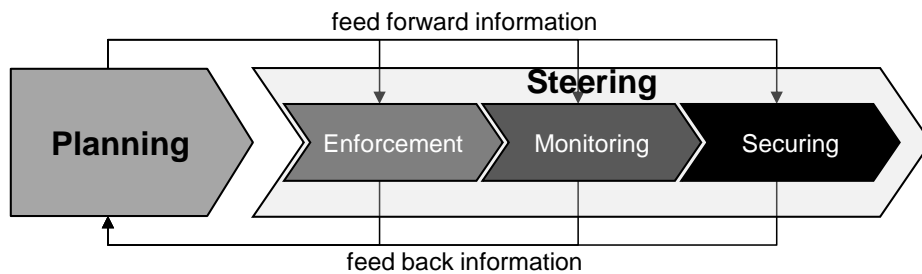 feed forward information
Steering
Planning
Enforcement
Monitoring
Securing
feed back information